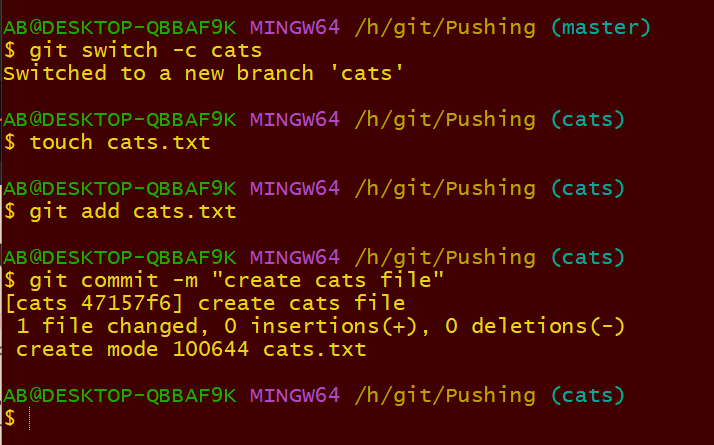 AB@DESKTOP-QBBAF9K MINGW64 /h/git/Pushing (master)
$ git switch -c cats
Switched to a new branch 'cats'
AB@DESKTOP-QBBAF9K MINGW64 /h/git/Pushing (cats)
$ touch cats.txt
AB@DESKTOP-QBBAF9K MINGW64 /h/git/Pushing (cats)
$ git add cats.txt
AB@DESKTOP-QBBAF9K MINGW64 /h/git/Pushing (cats)
$ git commit -m "create cats file"
[cats 47157f6] create cats file
1 file changed, 0 insertions(+), 0 deletions(-)
create mode 100644 cats.txt
AB@DESKTOP-QBBAF9K MINGW64 /h/git/Pushing (cats)
$